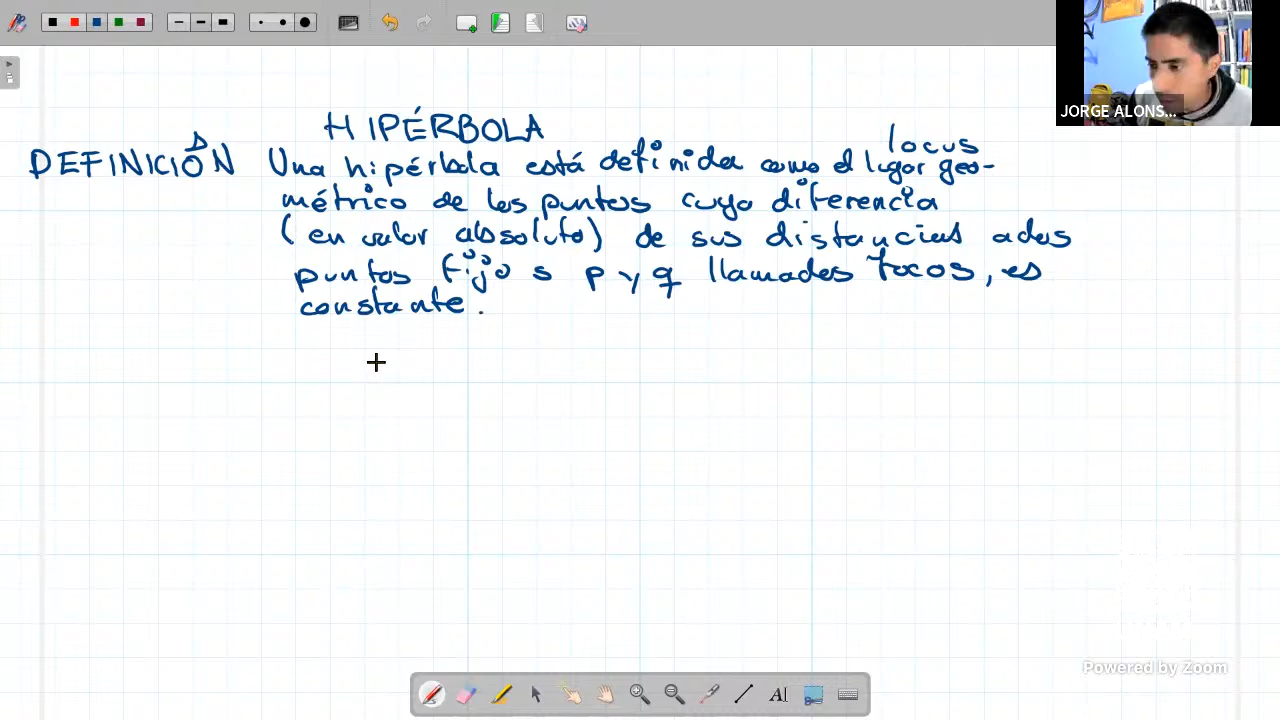 JORGE ALONS...
HIPÉRBOLA
locus
DEFINICIÓN Una hipérbola está definida como el lugar geo-
métrico de los puntos cuya diferencia
(en valor absoluto) de sus distancias a dos
puntos fijos p y q llamados focos, es
constante.
Powered by Zoom
AI